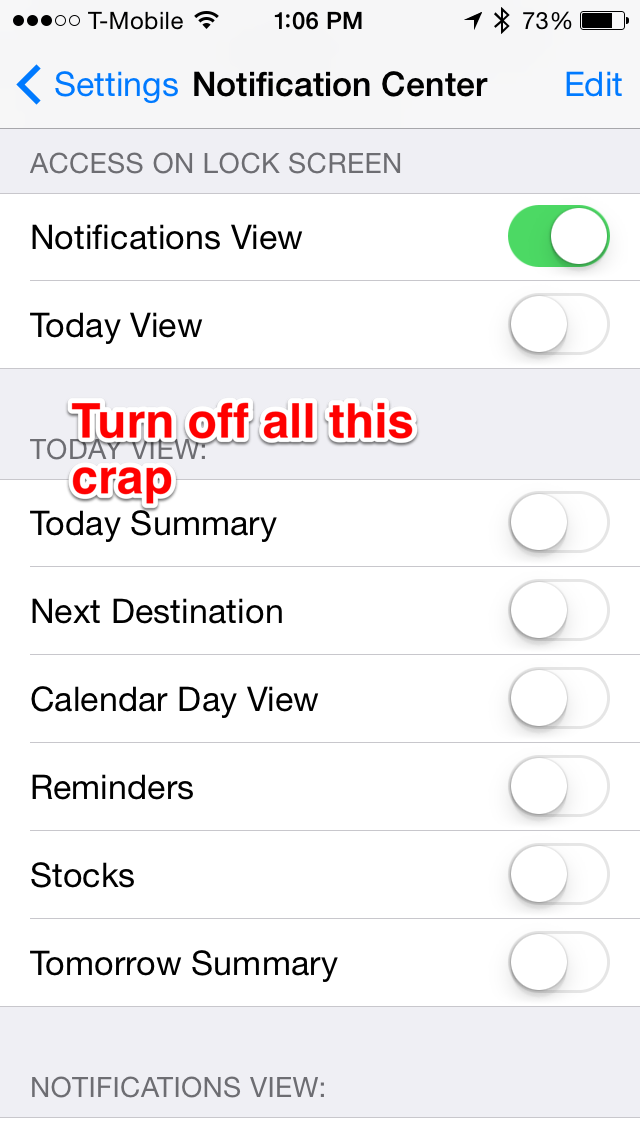 T-Mobile 1:06 PM 73%
Settings Notification Center Edit
ACCESS ON LOCK SCREEN
Notifications View
Today View
Turn off all this
TODAY VIEW:
crap
Today Summary
Next Destination
Calendar Day View
Reminders
Stocks
Tomorrow Summary
NOTIFICATIONS VIEW: